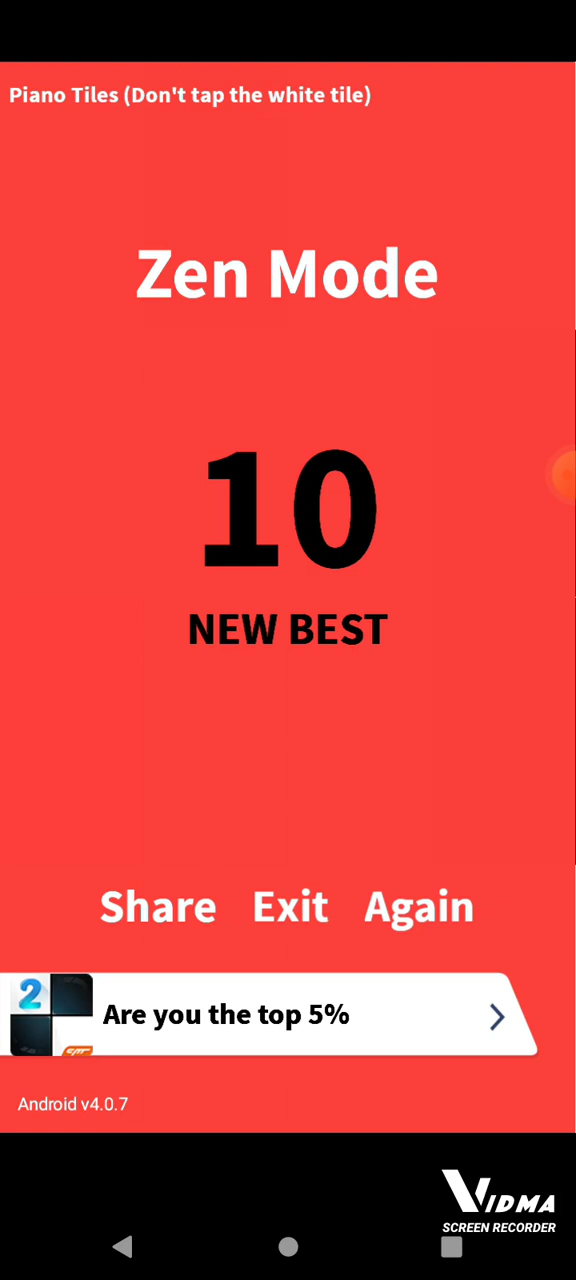 Piano Tiles (Don't tap the white tile)
Zen Mode
10
NEW BEST
Share Exit Again
2
Are you the top 5%
Android v4.0.7
VIDMA
SCREEN RECORDER